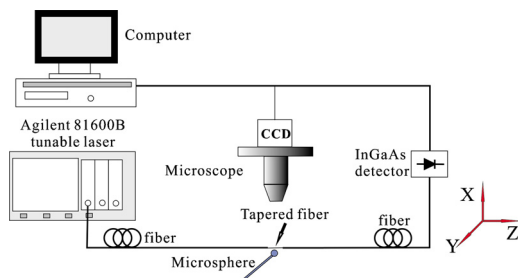 Computer
Agilent 81600B
tunable laser
CCD
Microscope
InGaAs
detector
Tapered fiber
fiber
fiber
Microsphere
X
Y
Z